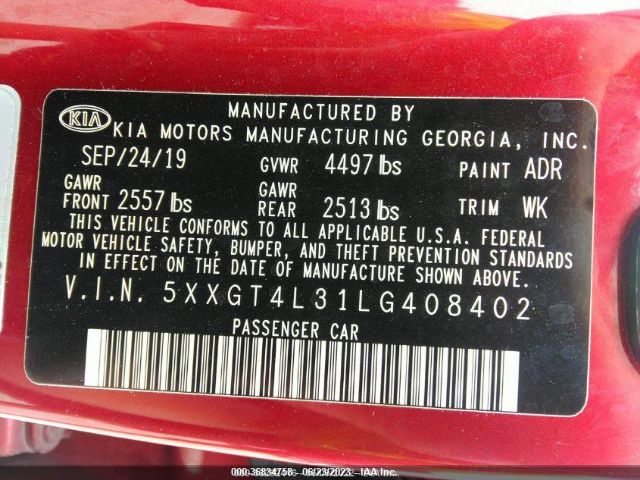 MANUFACTURED BY
KIA KIA MOTORS MANUFACTURING GEORGIA, INC.
SEP/24/19 GVWR 4497 lbs PAINT ADR
GAWR FRONT 2557 lbs GAWR REAR 2513 lbs TRIM WK
THIS VEHICLE CONFORMS TO ALL APPLICABLE U.S.A. FEDERAL
MOTOR VEHICLE SAFETY, BUMPER, AND THEFT PREVENTION STANDARDS
IN EFFECT ON THE DATE OF MANUFACTURE SHOWN ABOVE.
V.I.N. 5XXGT4L31LG408402
PASSENGER CAR
000-36834758 - 06/23/2023 - IAA Inc.